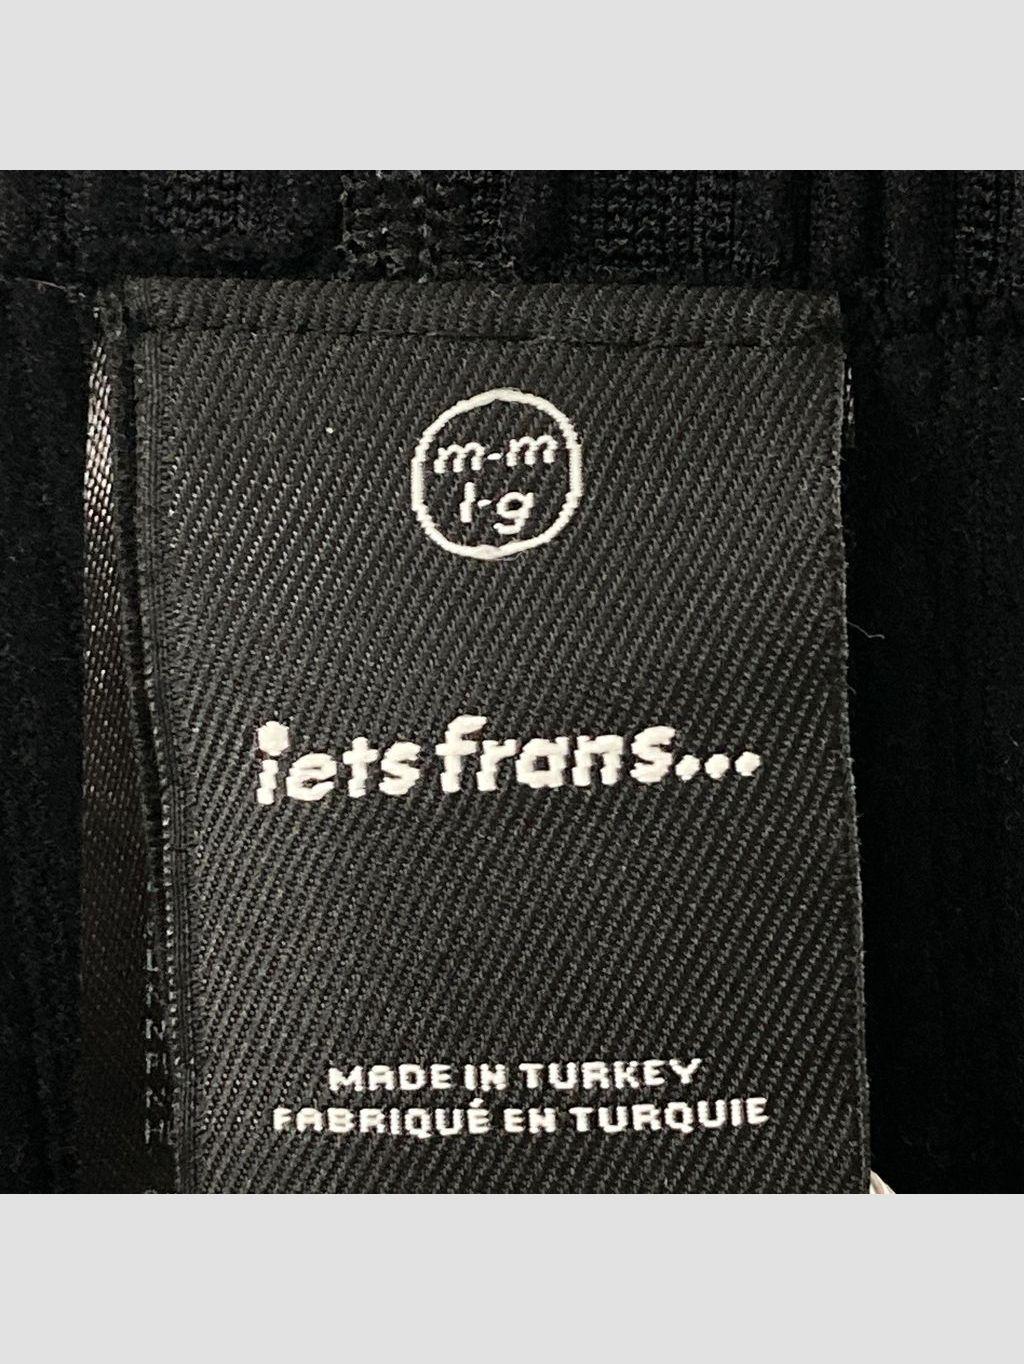 m-m
l-g
iets frans...
MADE IN TURKEY
FABRIQUÉ EN TURQUIE